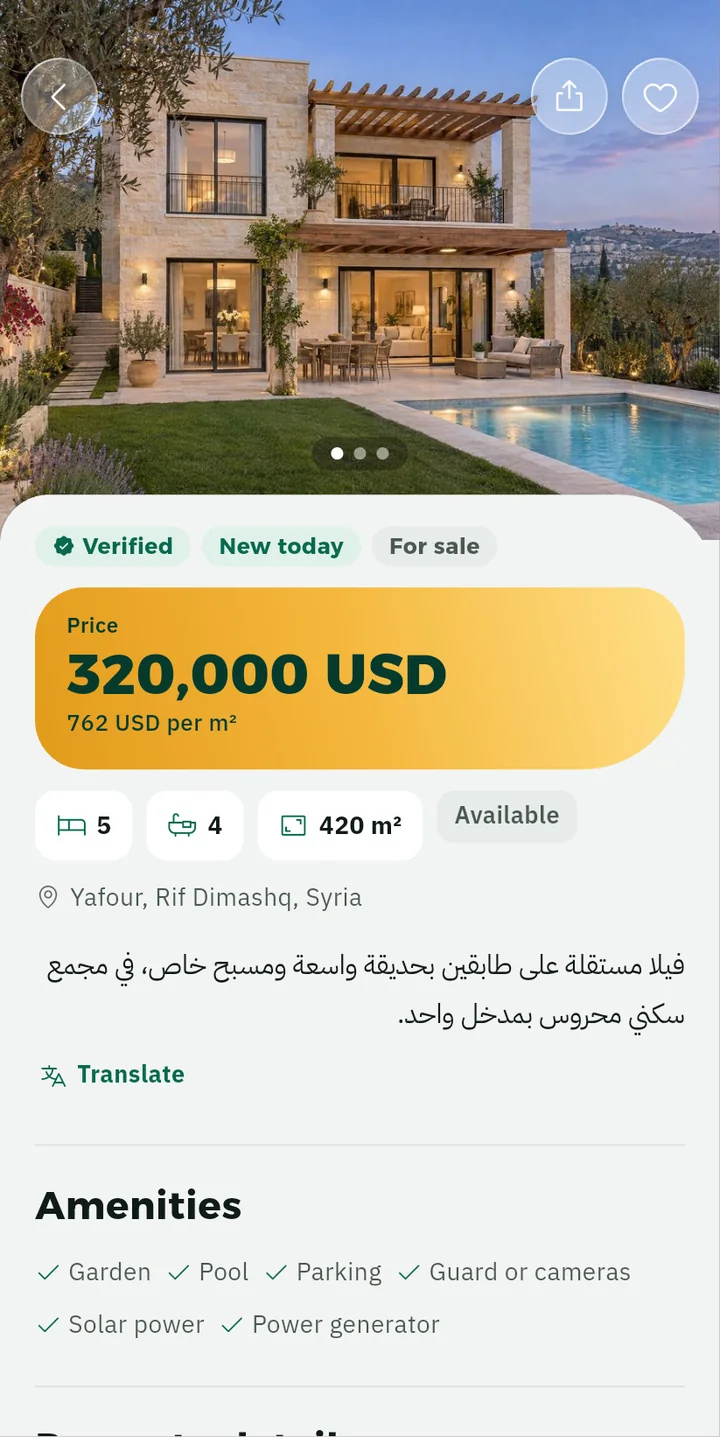 Verified
New today
For sale
Price
320,000 USD
762 USD per m²
5
4
420 m²
Available
Yafour, Rif Dimashq, Syria
فيلا مستقلة على طابقين بحديقة واسعة ومسبح خاص، في مجمع
سكني محروس بمدخل واحد.
Translate
Amenities
Garden
Pool
Parking
Guard or cameras
Solar power
Power generator